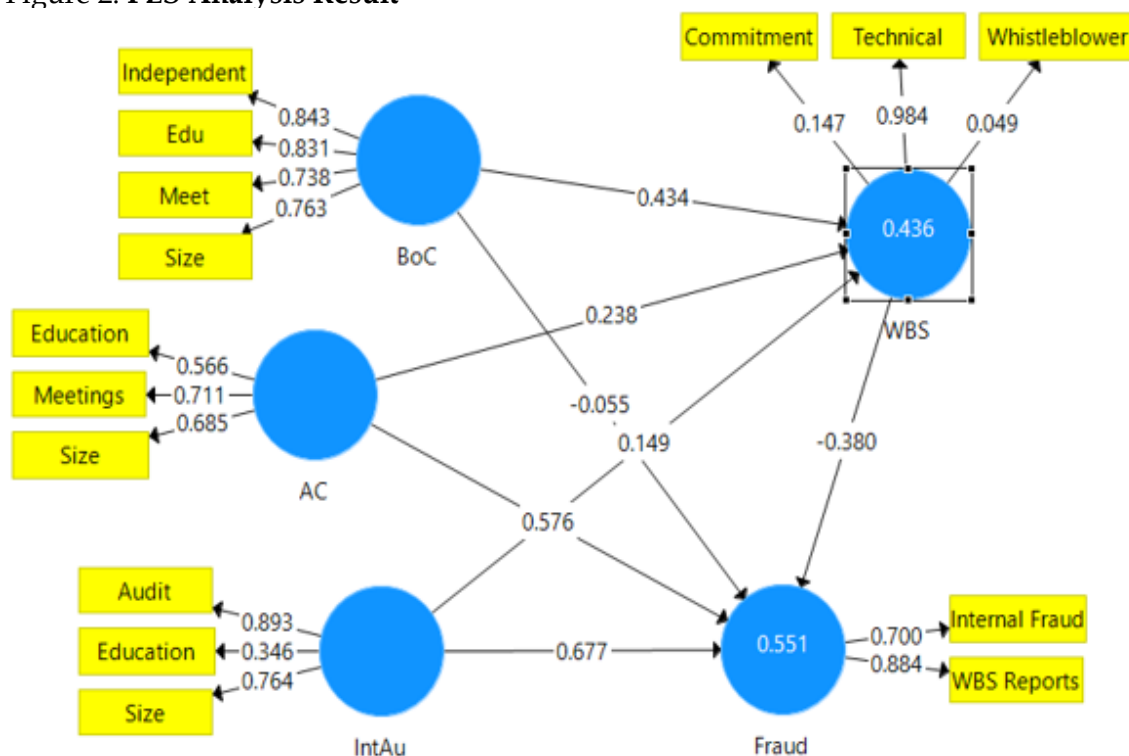 Figure 2. PLS Analysis Result
Commitment
Technical
Whistleblower
Independent
0.843
Edu
0.831
Meet
0.738
Size
0.763
BoC
0.147
0.984
0.049
0.434
0.436
WBS
Education
0.566
Meetings
0.711
Size
0.685
AC
0.238
-0.055
0.149
-0.380
0.576
Audit
0.893
Education
0.346
Size
0.764
IntAu
0.677
0.551
Fraud
0.700
Internal Fraud
0.884
WBS Reports